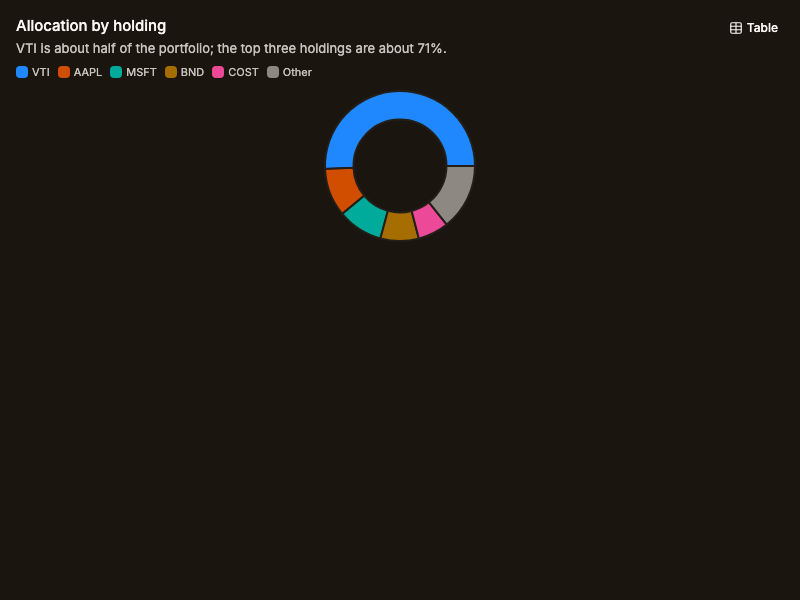 Allocation by holding
Table
VTI is about half of the portfolio; the top three holdings are about 71%.
VTI AAPL MSFT BND COST Other